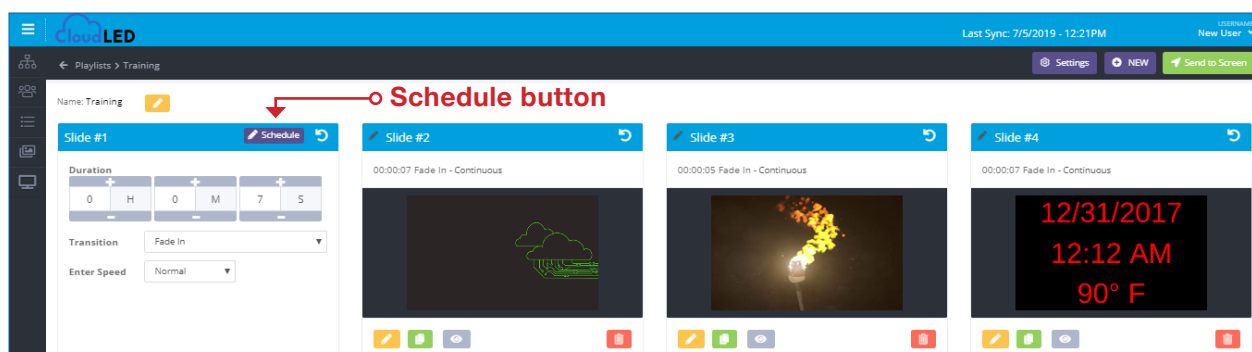 CloudLED
Last Sync: 7/5/2019 - 12:21PM
USERNAME
New User
Playlists > Training
Settings
NEW
Send to Screen
Name: Training
Schedule button
Slide #1
Schedule
Slide #2
Slide #3
Slide #4
Duration
0 H 0 M 7 S
Transition Fade In
Enter Speed Normal
00:00:07 Fade In - Continuous
00:00:05 Fade In - Continuous
00:00:07 Fade In - Continuous
12/31/2017
12:12 AM
90° F